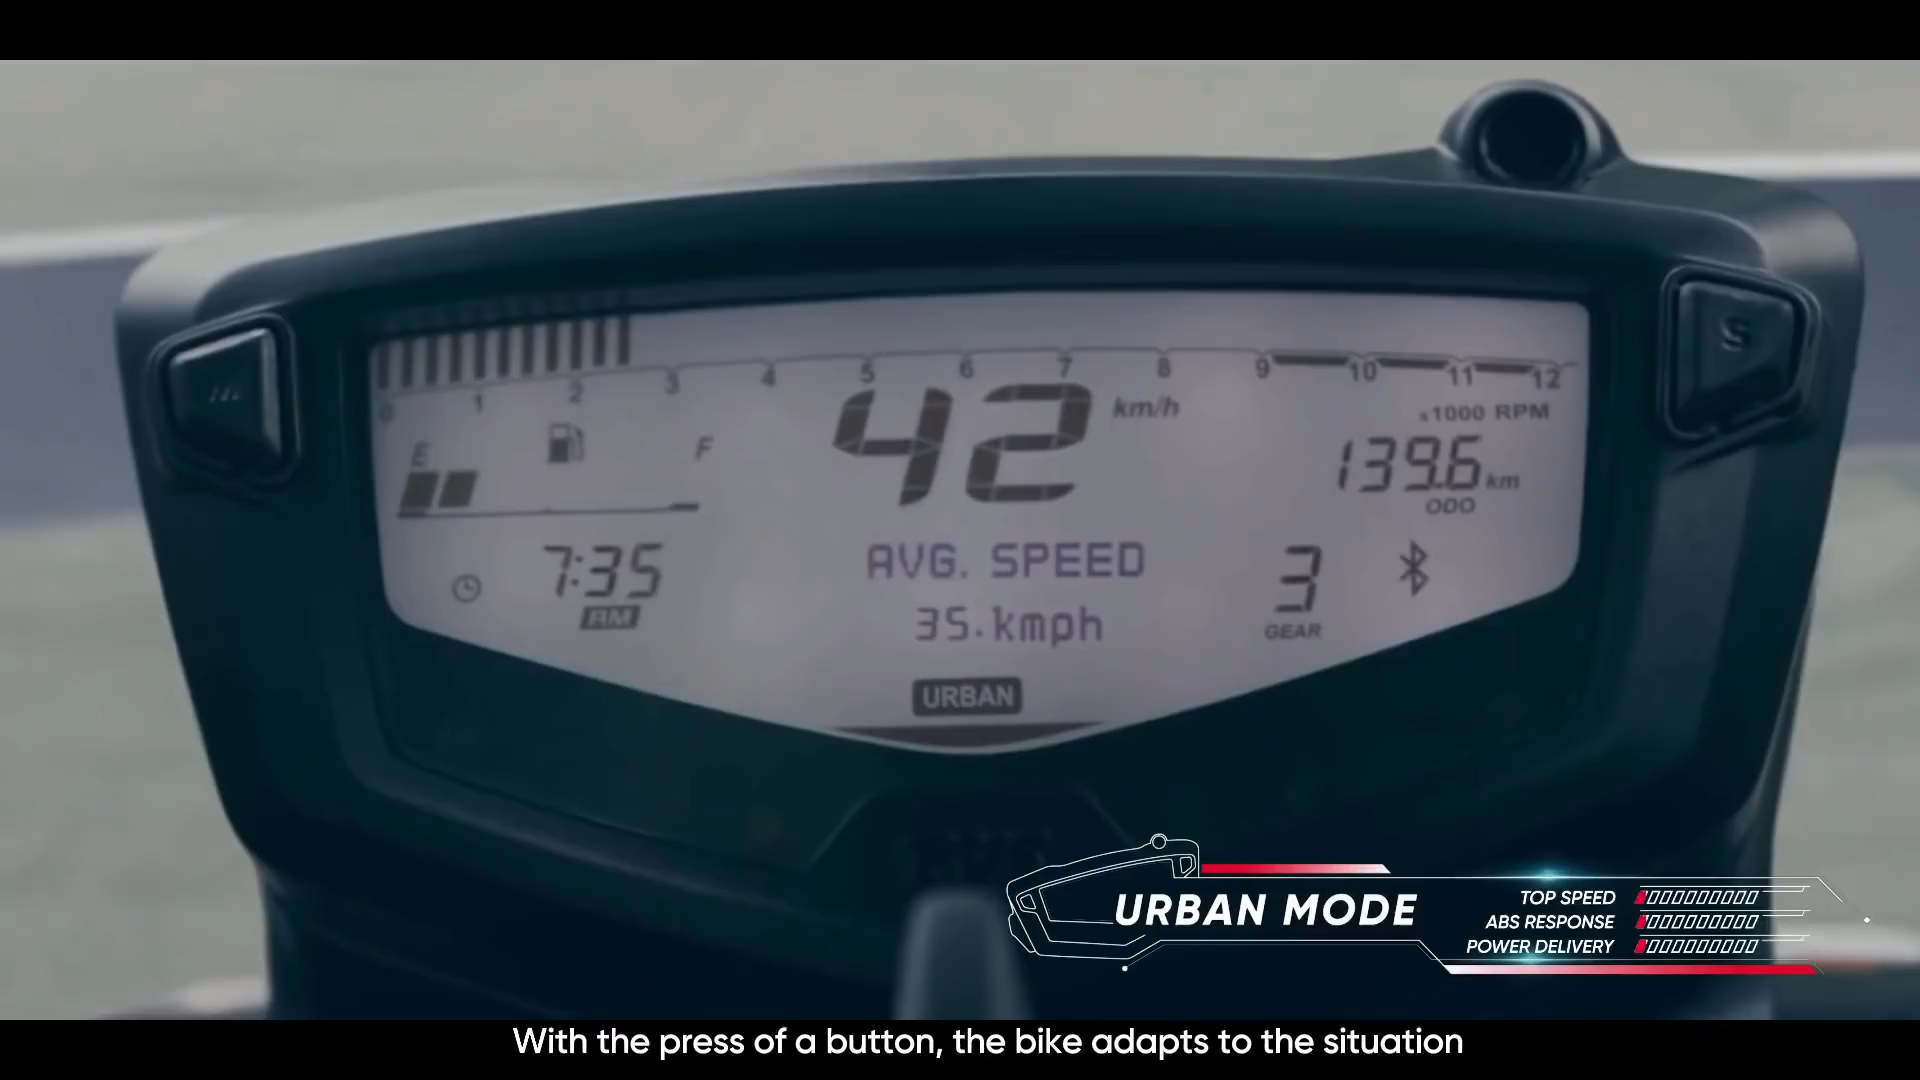 0 1 2 3 4 5 6 7 8 9 10 11 12
x1000 RPM
E F
42 km/h
139.6 km
ODO
7:35
AM
AVG. SPEED
35.kmph
3
GEAR
URBAN
S
URBAN MODE
TOP SPEED
ABS RESPONSE
POWER DELIVERY
With the press of a button, the bike adapts to the situation